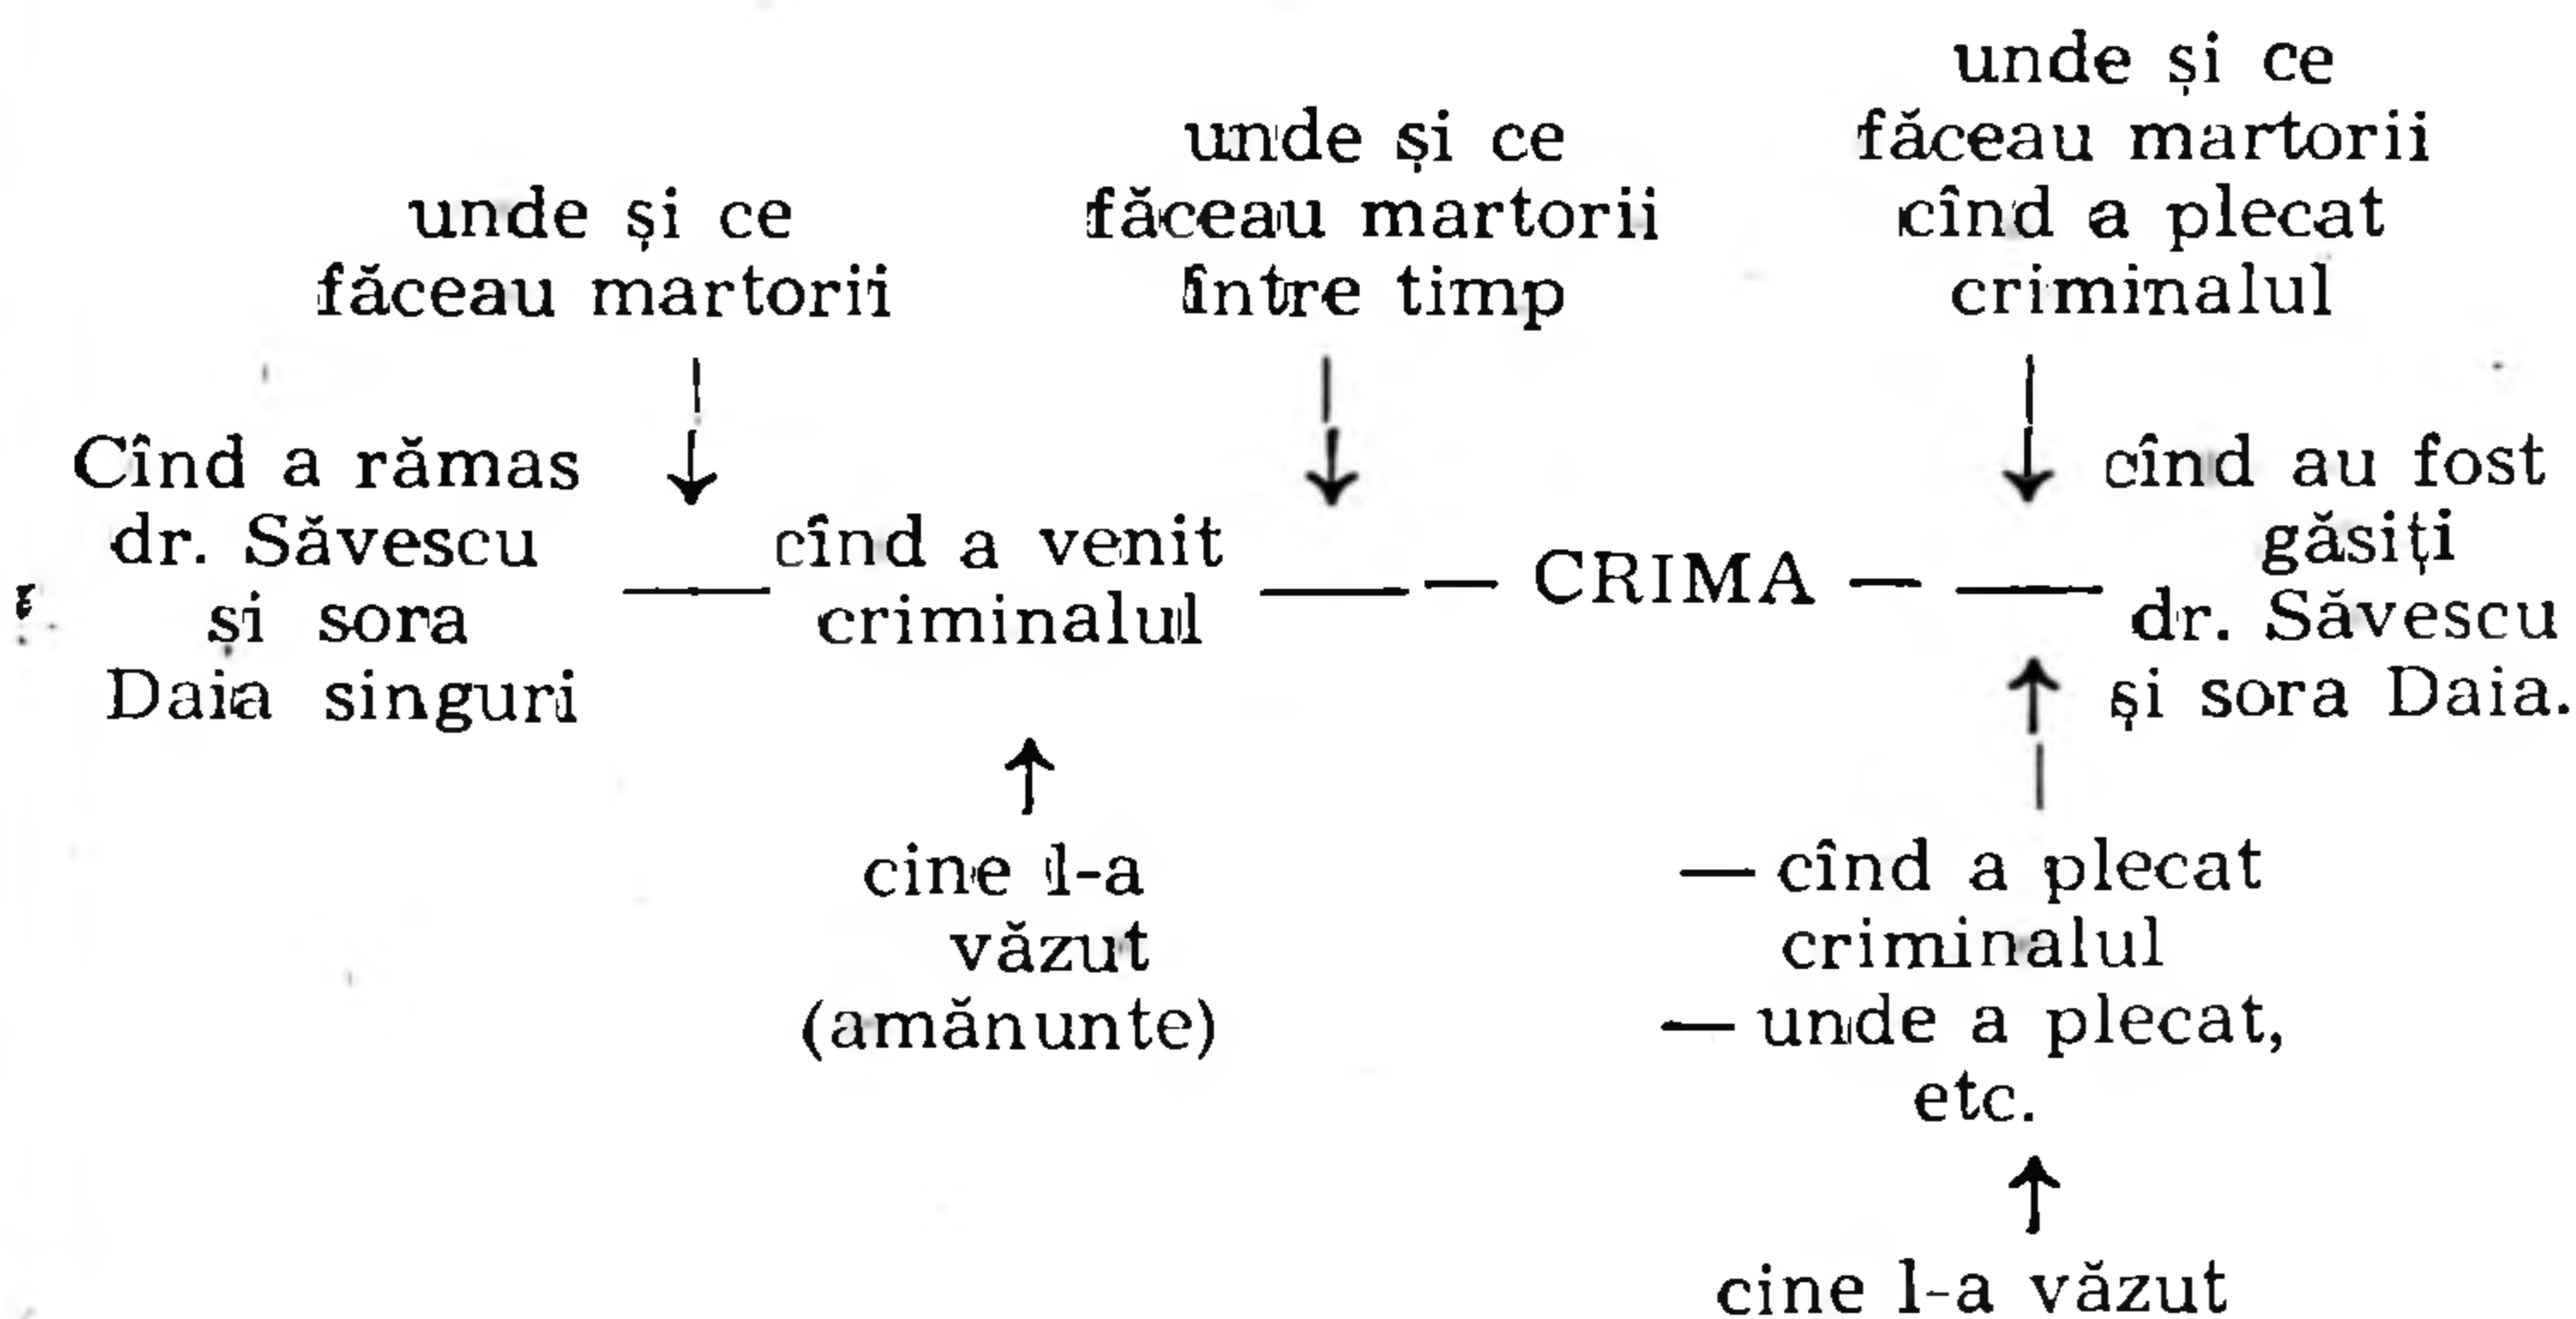 unde și ce
făceau martorii
unde și ce
făceau martorii
între timp
unde și ce
făceau martorii
cînd a plecat
criminalul
Cînd a rămas
dr. Săvescu
și sora
Daia singuri
cînd a venit
criminalul
— CRIMA —
cînd au fost
găsiți
dr. Săvescu
și sora Daia.
cine l-a
văzut
(amănunte)
— cînd a plecat
criminalul
— unde a plecat,
etc.
cine l-a văzut